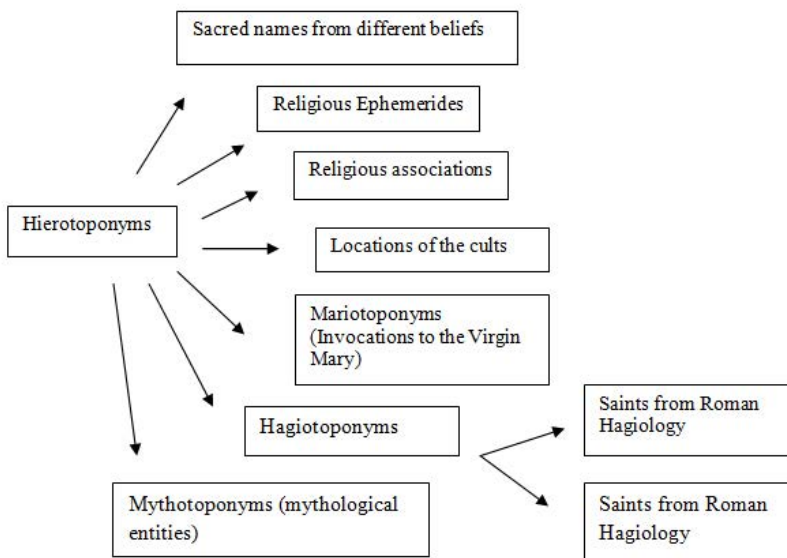 Sacred names from different beliefs
Religious Ephemerides
Religious associations
Hierotoponyms
Locations of the cults
Mariotoponyms
(Invocations to the Virgin
Mary)
Hagiotoponyms
Saints from Roman
Hagiology
Mythotoponyms (mythological
entities)
Saints from Roman
Hagiology